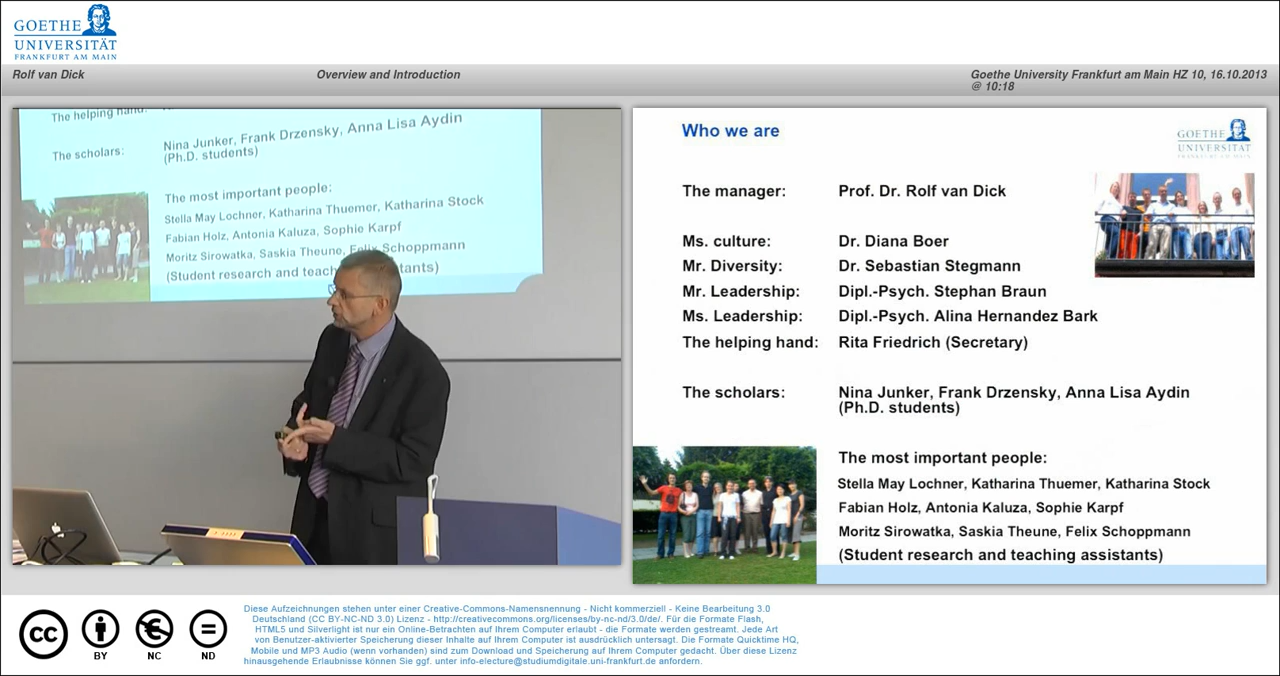 GOETHE
UNIVERSITÄT
FRANKFURT AM MAIN
Rolf van Dick
Overview and Introduction
Goethe University Frankfurt am Main HZ 10, 16.10.2013
@ 10:18
The helping hand:
The scholars:
Nina Junker, Frank Drzensky, Anna Lisa Aydin
(Ph.D. students)
The most important people:
Stella May Lochner, Katharina Thuemer, Katharina Stock
Fabian Holz, Antonia Kaluza, Sophie Karpf
Moritz Sirowatka, Saskia Theune, Felix Schoppmann
(Student research and
Who we are
GOETHE
UNIVERSITÄT
FRANKFURT AM MAIN
The manager: Prof. Dr. Rolf van Dick
Ms. culture: Dr. Diana Boer
Mr. Diversity: Dr. Sebastian Stegmann
Mr. Leadership: Dipl.-Psych. Stephan Braun
Ms. Leadership: Dipl.-Psych. Alina Hernandez Bark
The helping hand: Rita Friedrich (Secretary)
The scholars: Nina Junker, Frank Drzensky, Anna Lisa Aydin
(Ph.D. students)
The most important people:
Stella May Lochner, Katharina Thuemer, Katharina Stock
Fabian Holz, Antonia Kaluza, Sophie Karpf
Moritz Sirowatka, Saskia Theune, Felix Schoppmann
(Student research and teaching assistants)
cc
BY NC ND
Diese Aufzeichnungen stehen unter einer Creative-Commons-Namensnennung - Nicht kommerziell - Keine Bearbeitung 3.0
Deutschland (CC BY-NC-ND 3.0) Lizenz - http://creativecommons.org/licenses/by-nc-nd/3.0/de/. Für die Formate Flash,
HTML5 und Silverlight ist nur ein Online-Betrachten auf Ihrem Computer erlaubt - die Formate werden gestreamt. Jede Art
von Benutzer-aktivierter Speicherung dieser Inhalte auf Ihrem Computer ist ausdrücklich untersagt. Die Formate Quicktime HQ,
Mobile und MP3 Audio (wenn vorhanden) sind zum Download und Speicherung auf Ihrem Computer gedacht. Über diese Lizenz
hinausgehende Erlaubnisse können Sie ggf. unter info-electure@studiumdigitale.uni-frankfurt.de anfordern.